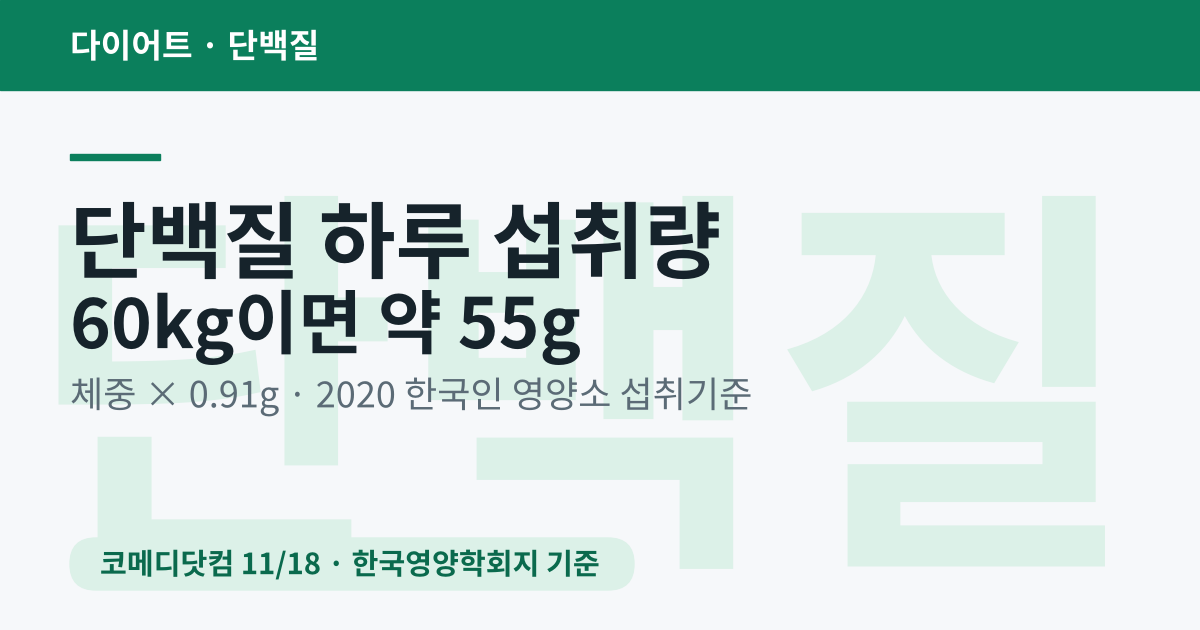 다이어트 · 단백질
단백질 하루 섭취량
60kg이면 약 55g
체중 × 0.91g · 2020 한국인 영양소 섭취기준
코메디닷컴 11/18 · 한국영양학회지 기준
단백질